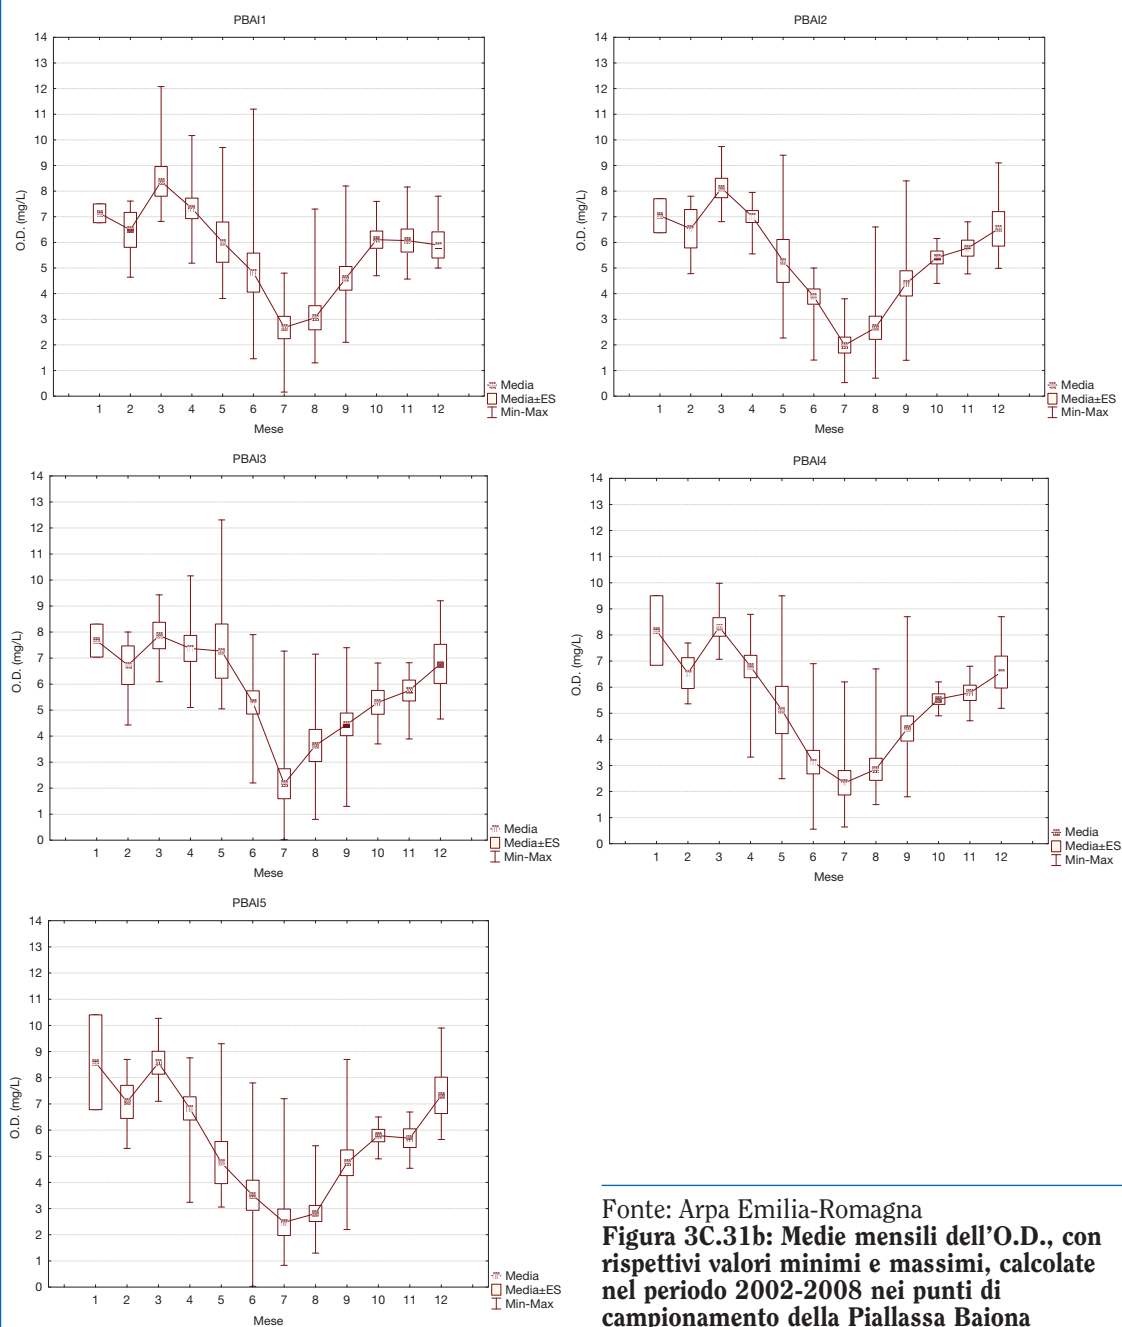 PBAI1
14
13
12
11
10
9
8
7
6
5
4
3
2
1
0
O.D. (mg/L)
1 2 3 4 5 6 7 8 9 10 11 12
Mese
Media
Media±ES
Min-Max
PBAI2
14
13
12
11
10
9
8
7
6
5
4
3
2
1
0
O.D. (mg/L)
1 2 3 4 5 6 7 8 9 10 11 12
Mese
Media
Media±ES
Min-Max
PBAI3
14
13
12
11
10
9
8
7
6
5
4
3
2
1
0
O.D. (mg/L)
1 2 3 4 5 6 7 8 9 10 11 12
Mese
Media
Media±ES
Min-Max
PBAI4
14
13
12
11
10
9
8
7
6
5
4
3
2
1
0
O.D. (mg/L)
1 2 3 4 5 6 7 8 9 10 11 12
Mese
Media
Media±ES
Min-Max
PBAI5
14
13
12
11
10
9
8
7
6
5
4
3
2
1
0
O.D. (mg/L)
1 2 3 4 5 6 7 8 9 10 11 12
Mese
Media
Media±ES
Min-Max
Fonte: Arpa Emilia-Romagna
Figura 3C.31b: Medie mensili dell'O.D., con
rispettivi valori minimi e massimi, calcolate
nel periodo 2002-2008 nei punti di
campionamento della Piallassa Baiona